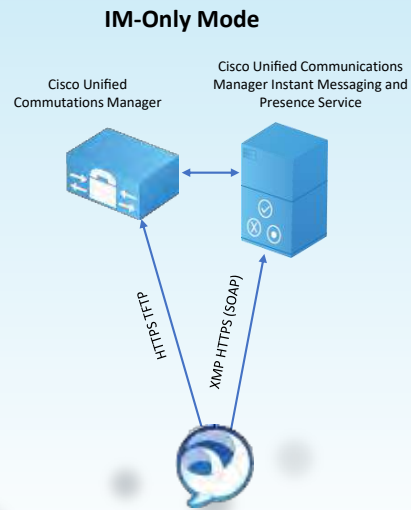 IM-Only Mode
Cisco Unified
Commutations Manager
Cisco Unified Communications
Manager Instant Messaging and
Presence Service
HTTPS TFTP
XMP HTTPS (SOAP)